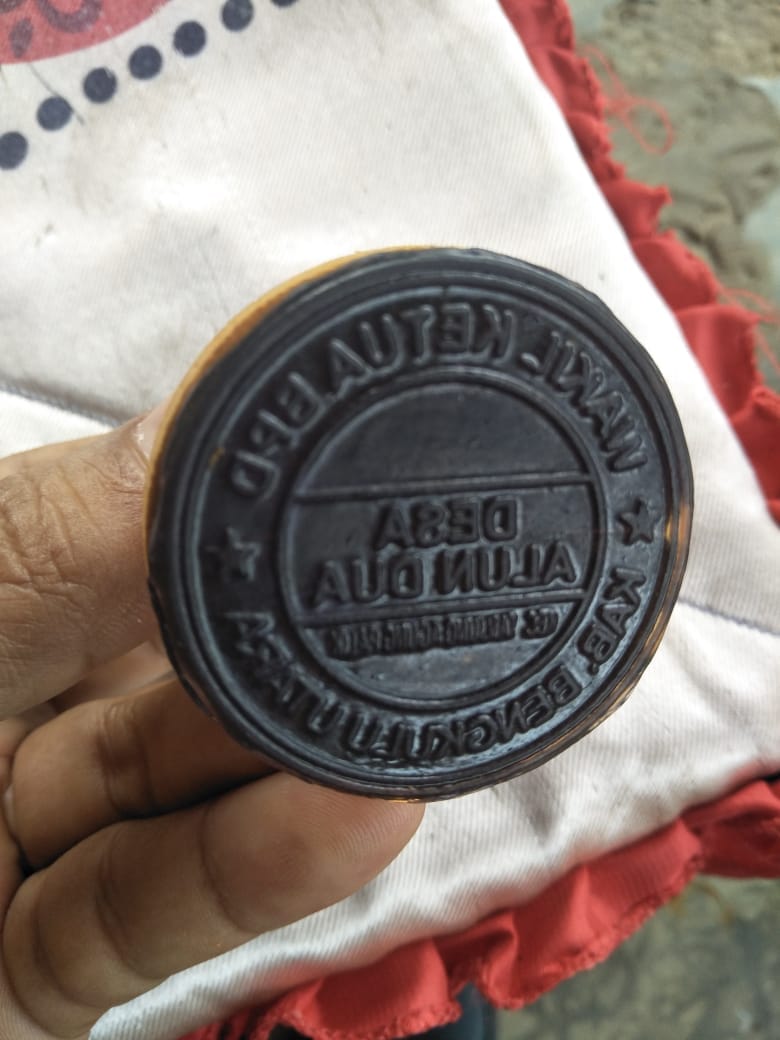 WAKIL KETUA BPD
DESA
ALUN DUA
KAB. BENGKULU UTARA